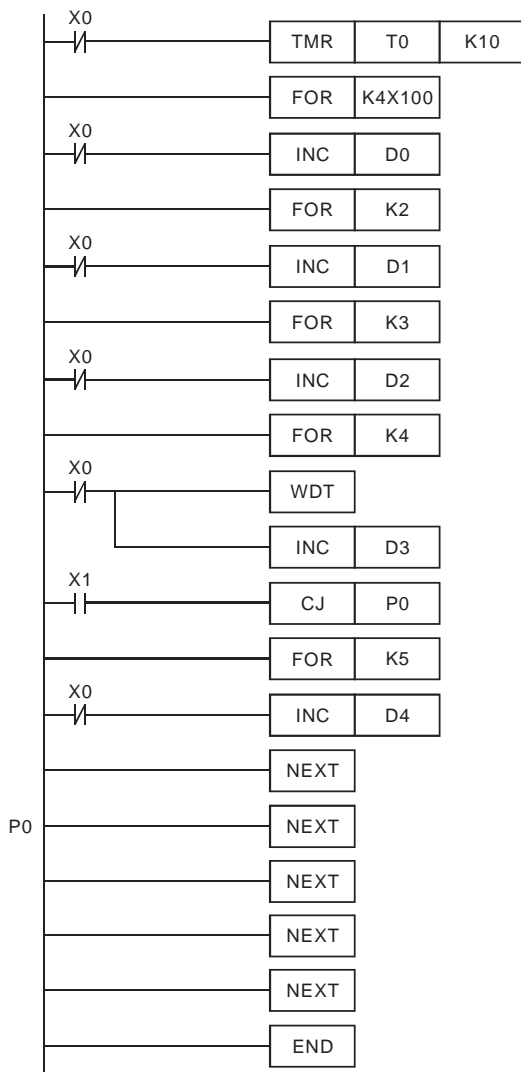 X0
TMR T0 K10
FOR K4X100
X0
INC D0
FOR K2
X0
INC D1
FOR K3
X0
INC D2
FOR K4
X0
WDT
INC D3
X1
CJ P0
FOR K5
X0
INC D4
NEXT
P0 NEXT
NEXT
NEXT
NEXT
END